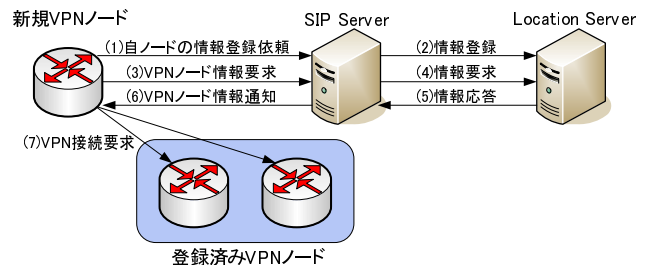 新規VPNノード
SIP Server
Location Server
(1)自ノードの情報登録依頼
(2)情報登録
(3)VPNノード情報要求
(4)情報要求
(6)VPNノード情報通知
(5)情報応答
(7)VPN接続要求
登録済みVPNノード